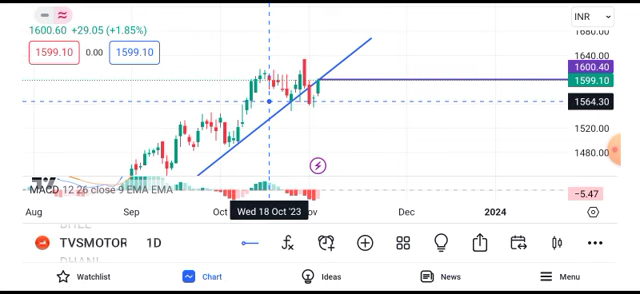 INR
1680.00
1600.60 +29.05 (+1.85%)
1599.10 0.00 1599.10
1640.00
1600.40
1599.10
1564.30
1520.00
1480.00
MACD 12 26 close 9 EMA EMA
−5.47
Aug Sep Oct Wed 18 Oct '23 Nov Dec 2024
TVSMOTOR 1D
Watchlist Chart Ideas News Menu